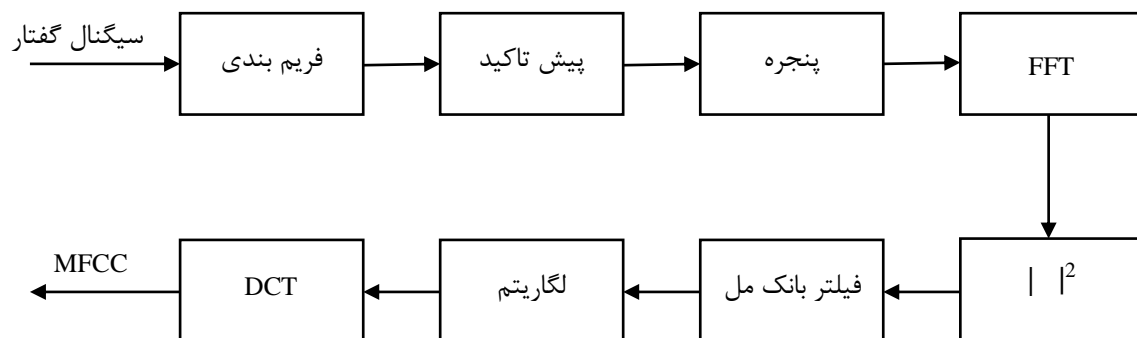 سیگنال گفتار
فریم بندی
پیش تاکید
پنجره
FFT
| |²
فیلتر بانک مل
لگاریتم
DCT
MFCC